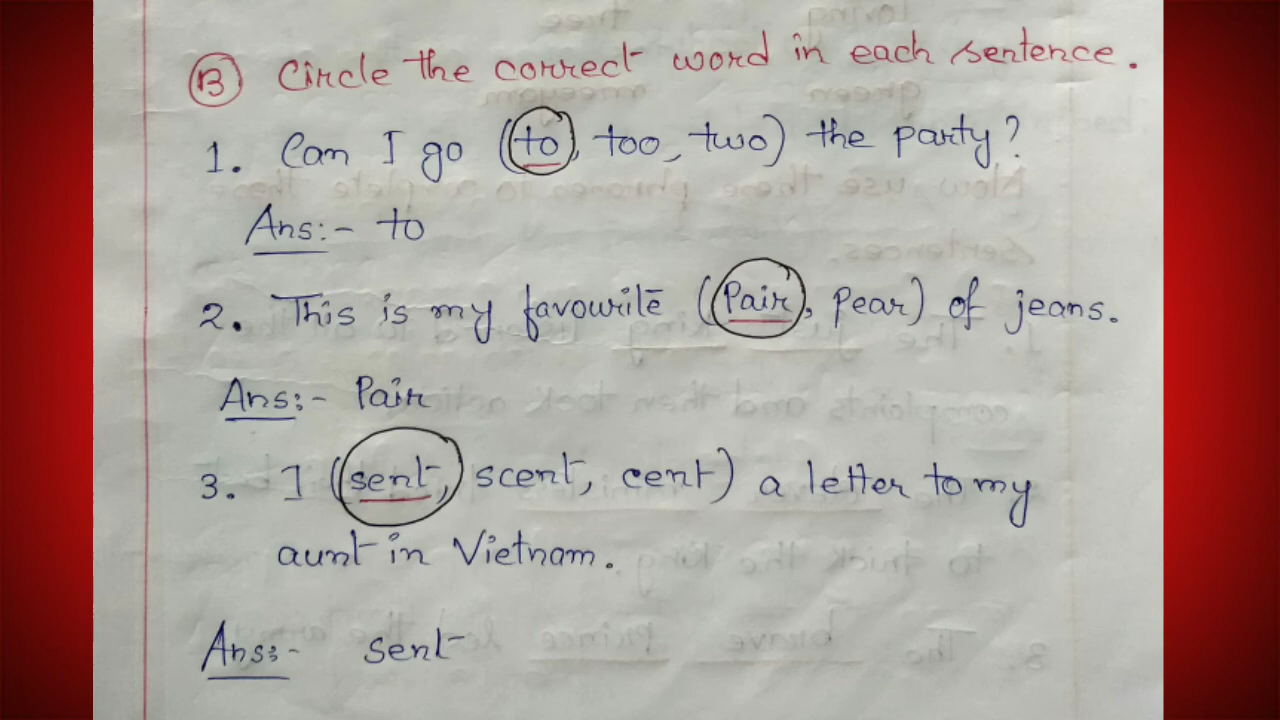 B Circle the correct word in each sentence.
1. Can I go (to, too, two) the party?
Ans:- to
2. This is my favourite (Pair, pear) of jeans.
Ans:- Pair
3. I (sent, scent, cent) a letter to my
aunt in Vietnam.
Ans:- sent